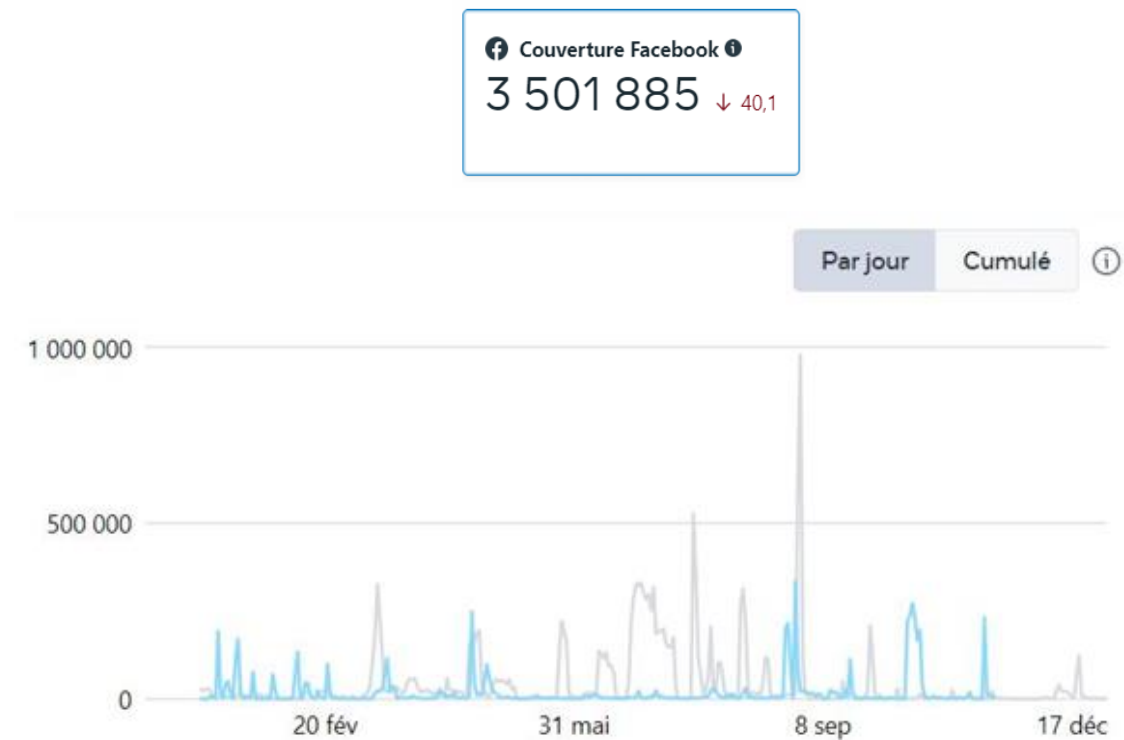 Couverture Facebook
3 501 885 ↓ 40,1
Par jour Cumulé
1 000 000
500 000
0
20 fév 31 mai 8 sep 17 déc